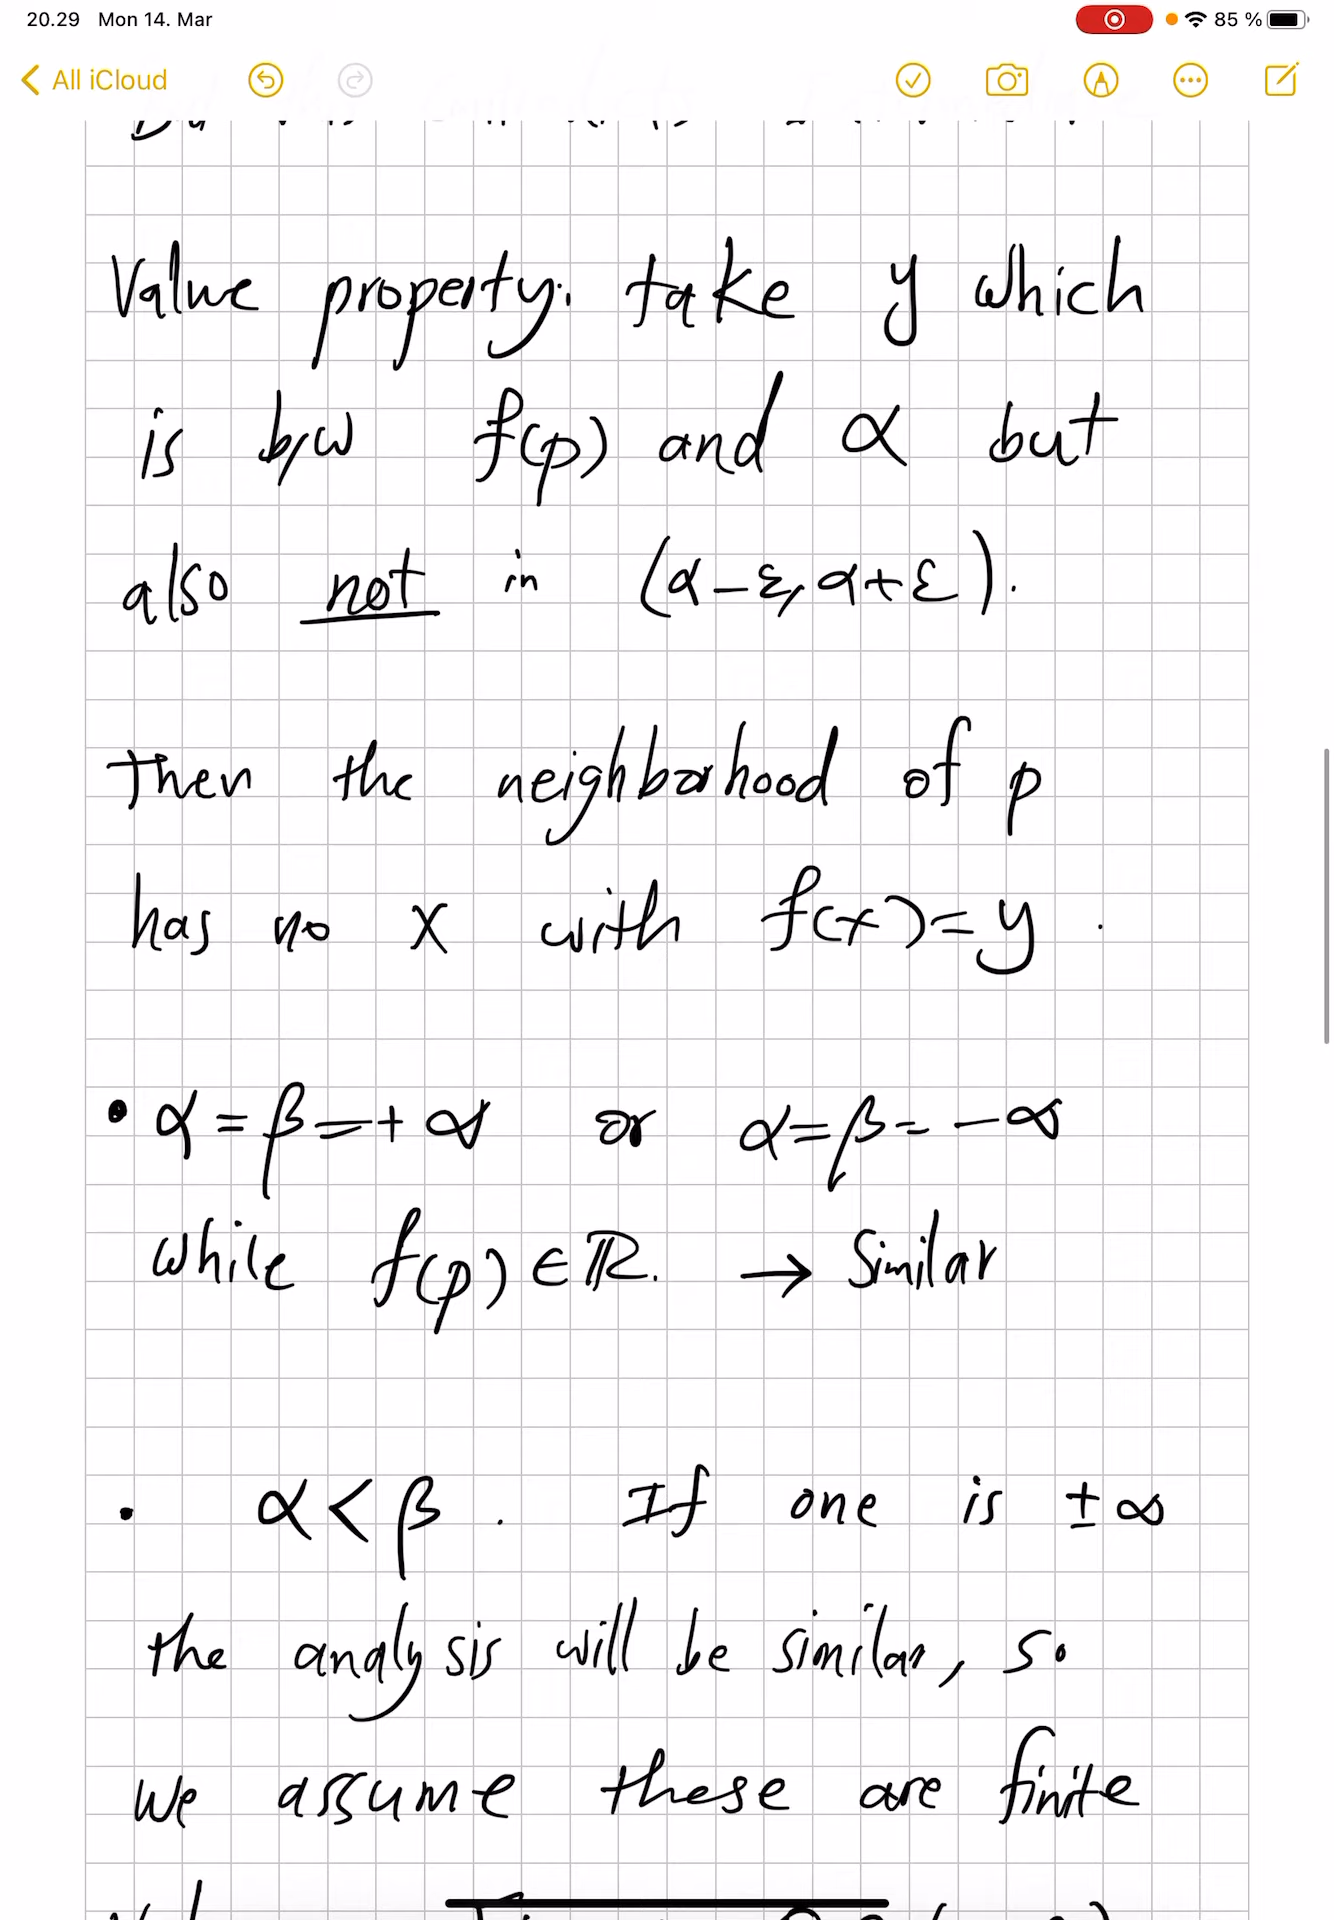 20.29 Mon 14. Mar
85 %
All iCloud
Value property. take y which
is b/w f(p) and α but
also not in (α-ε, α+ε).
Then the neighborhood of p
has no x with f(x)=y.
• α=β=+∞ or α=β=-∞
while f(p)∈ℝ. → Similar
• α<β. If one is ±∞
the analysis will be similar, so
we assume these are finite